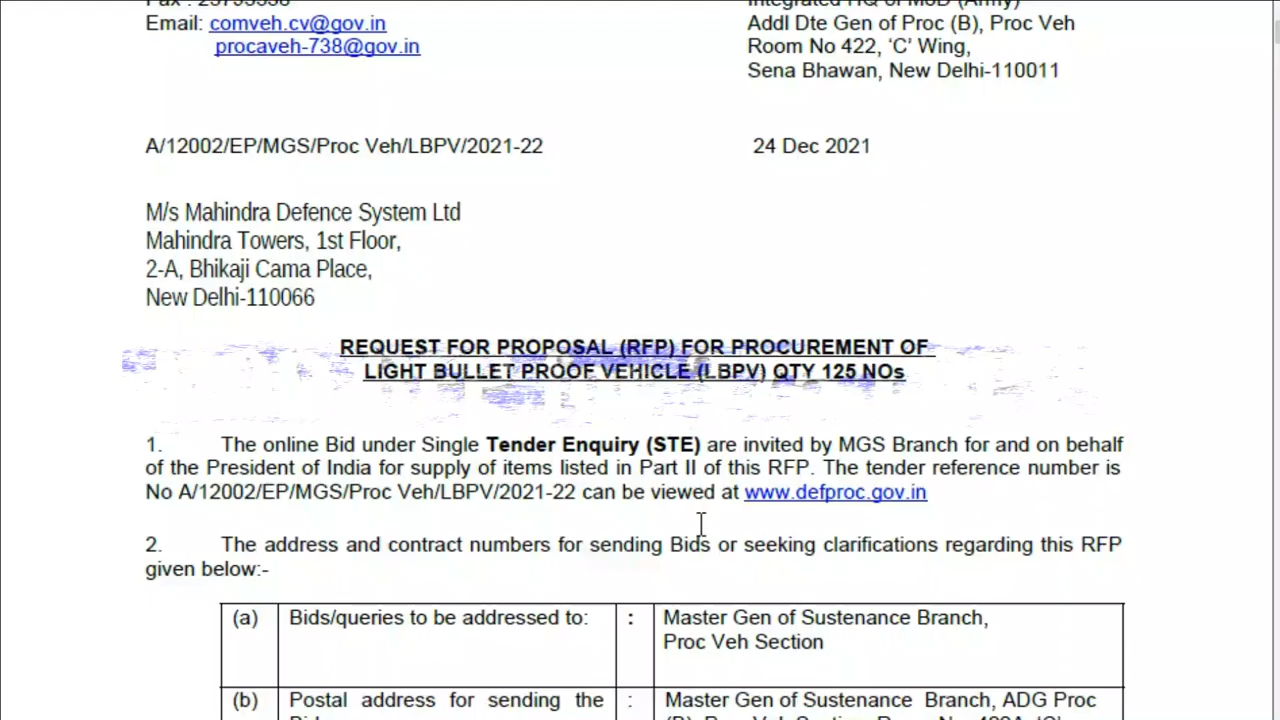 Email: comveh.cv@gov.in
procaveh-738@gov.in
Integrated HQ of MoD (Army)
Addl Dte Gen of Proc (B), Proc Veh
Room No 422, ‘C’ Wing,
Sena Bhawan, New Delhi-110011
A/12002/EP/MGS/Proc Veh/LBPV/2021-22
24 Dec 2021
M/s Mahindra Defence System Ltd
Mahindra Towers, 1st Floor,
2-A, Bhikaji Cama Place,
New Delhi-110066
REQUEST FOR PROPOSAL (RFP) FOR PROCUREMENT OF
LIGHT BULLET PROOF VEHICLE (LBPV) QTY 125 NOs
1. The online Bid under Single Tender Enquiry (STE) are invited by MGS Branch for and on behalf
of the President of India for supply of items listed in Part II of this RFP. The tender reference number is
No A/12002/EP/MGS/Proc Veh/LBPV/2021-22 can be viewed at www.defproc.gov.in
2. The address and contract numbers for sending Bids or seeking clarifications regarding this RFP
given below:-
(a) Bids/queries to be addressed to: : Master Gen of Sustenance Branch,
Proc Veh Section
(b) Postal address for sending the : Master Gen of Sustenance Branch, ADG Proc